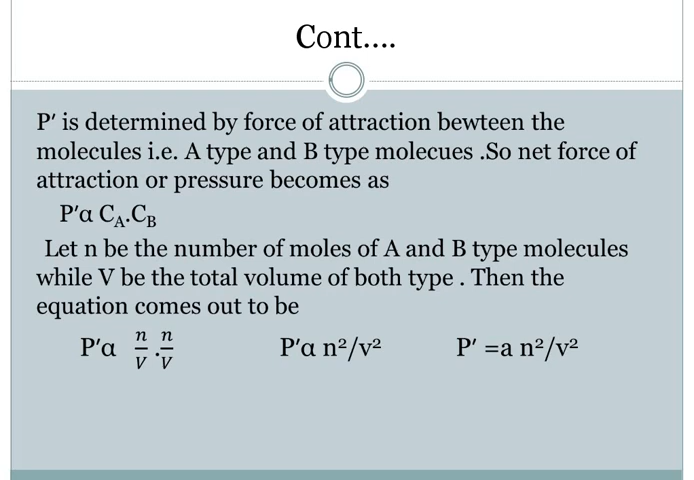 Cont....
P′ is determined by force of attraction bewteen the
molecules i.e. A type and B type molecues .So net force of
attraction or pressure becomes as
P′α C_A.C_B
Let n be the number of moles of A and B type molecules
while V be the total volume of both type . Then the
equation comes out to be
P′α n/V . n/V P′α n²/v² P′ =a n²/v²